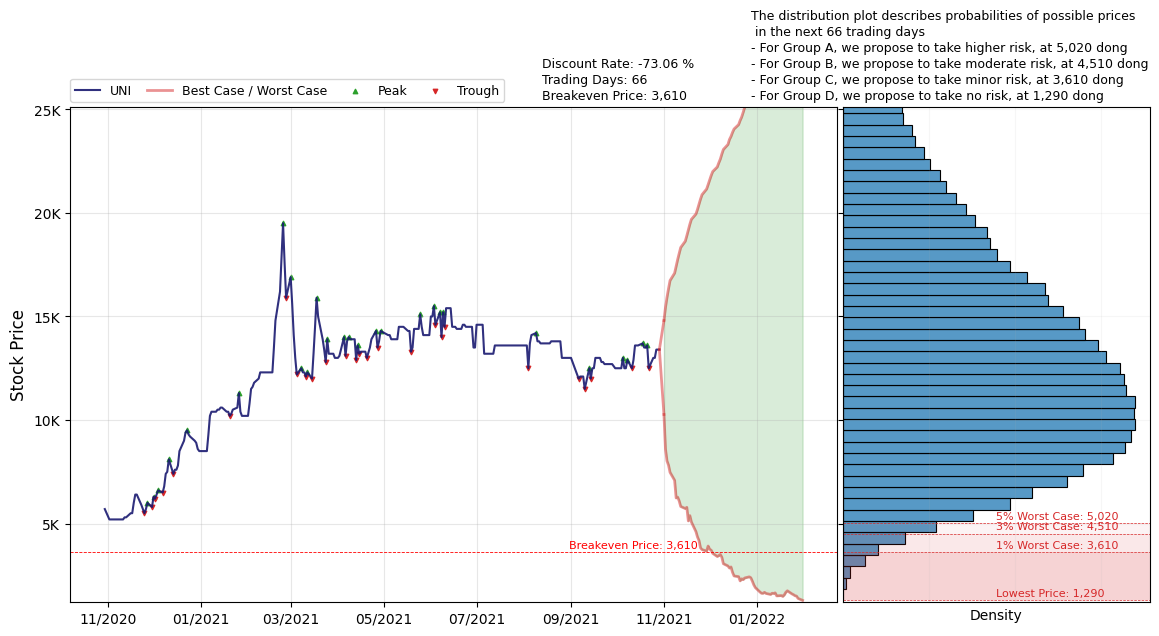 The distribution plot describes probabilities of possible prices
in the next 66 trading days
- For Group A, we propose to take higher risk, at 5,020 dong
- For Group B, we propose to take moderate risk, at 4,510 dong
- For Group C, we propose to take minor risk, at 3,610 dong
- For Group D, we propose to take no risk, at 1,290 dong
Discount Rate: -73.06 %
Trading Days: 66
Breakeven Price: 3,610
UNI
Best Case / Worst Case
Peak
Trough
Stock Price
25K
20K
15K
10K
5K
Breakeven Price: 3,610
11/2020
01/2021
03/2021
05/2021
07/2021
09/2021
11/2021
01/2022
5% Worst Case: 5,020
3% Worst Case: 4,510
1% Worst Case: 3,610
Lowest Price: 1,290
Density